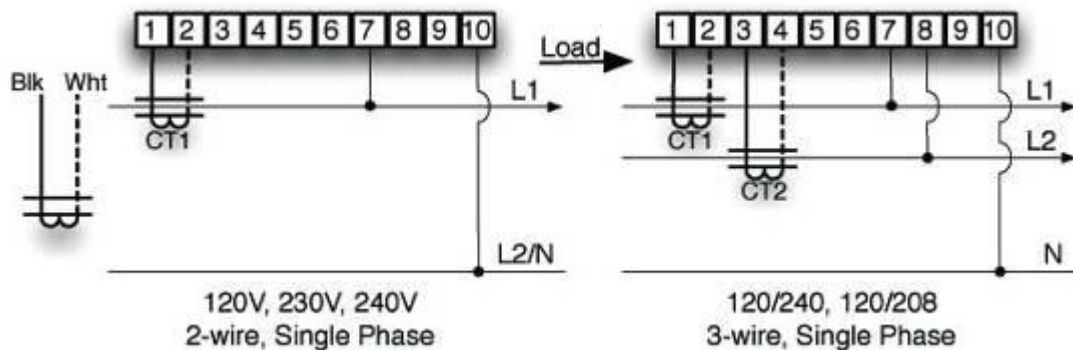 1 2 3 4 5 6 7 8 9 10
Load
1 2 3 4 5 6 7 8 9 10
Blk Wht
L1
L1
CT1
CT1
L2
CT2
L2/N
N
120V, 230V, 240V
2-wire, Single Phase
120/240, 120/208
3-wire, Single Phase